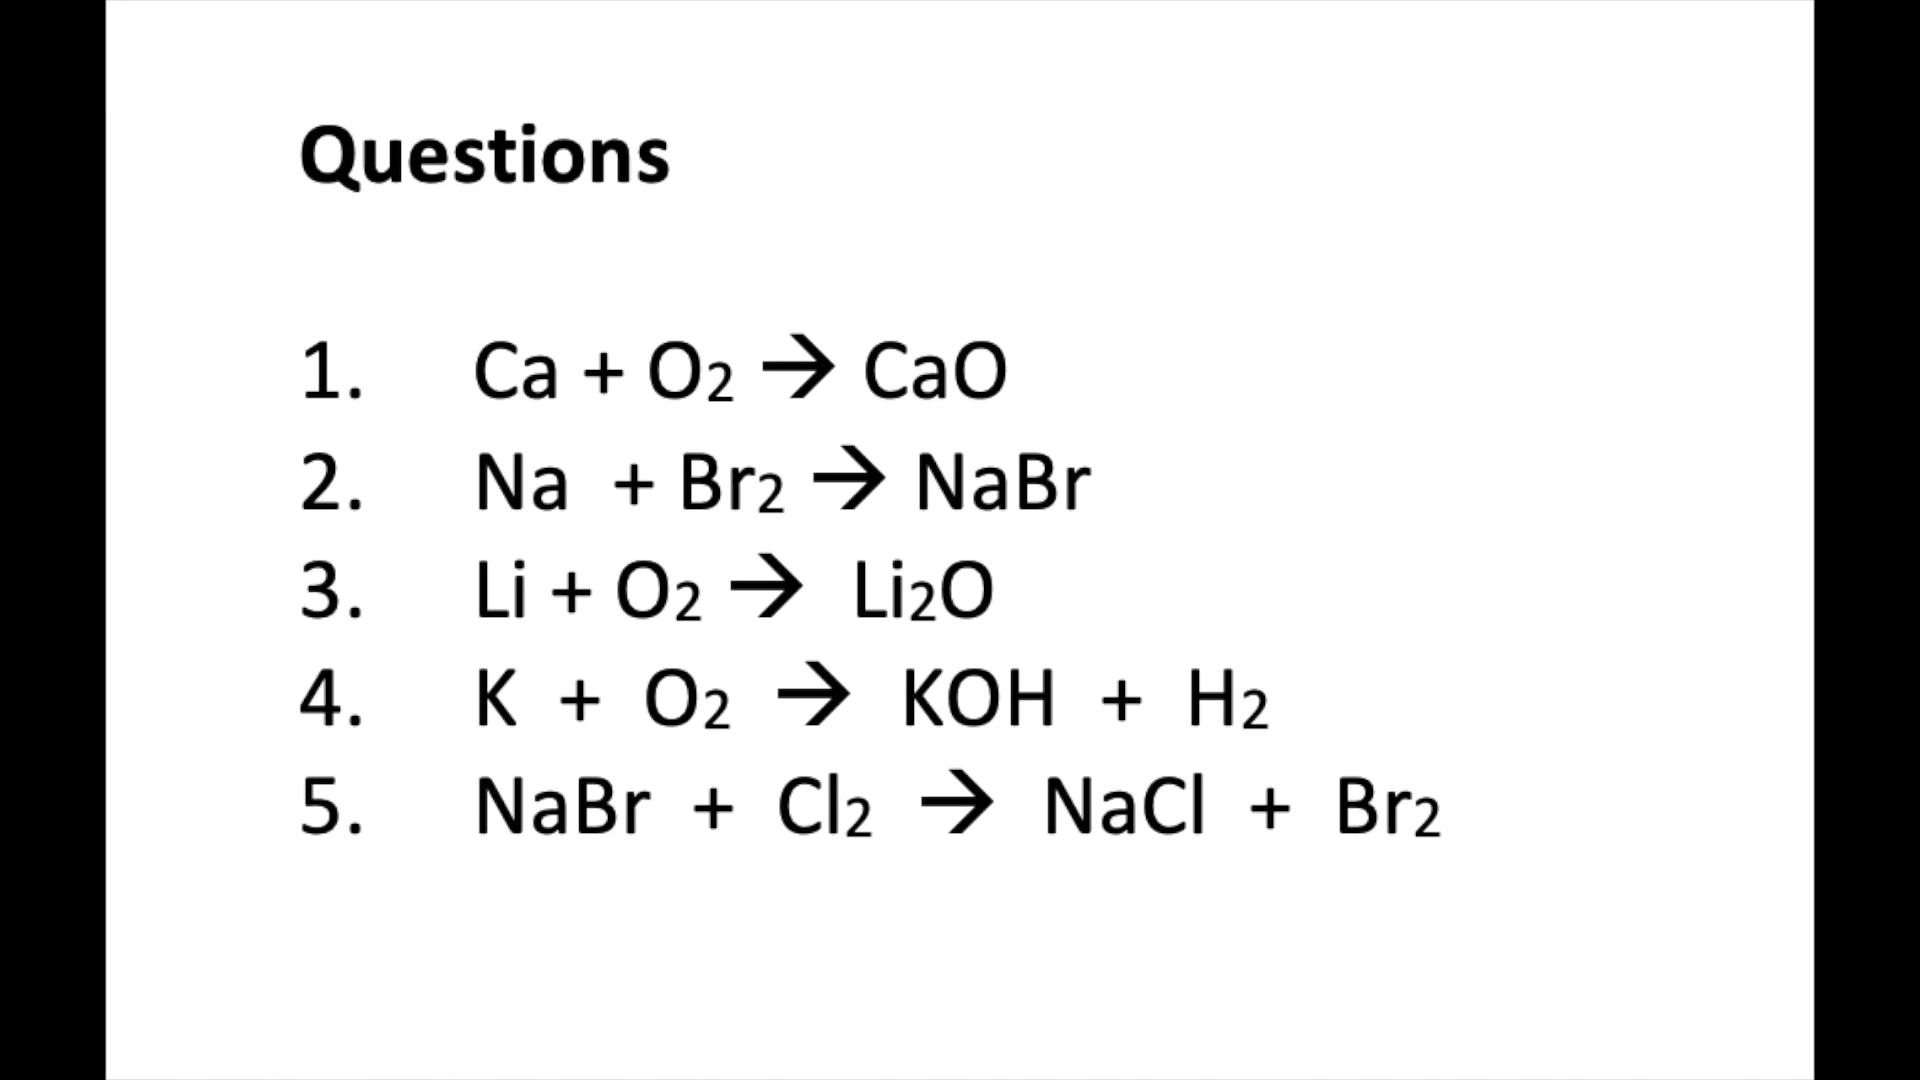 Questions
1. Ca + O2 → CaO
2. Na + Br2 → NaBr
3. Li + O2 → Li2O
4. K + O2 → KOH + H2
5. NaBr + Cl2 → NaCl + Br2